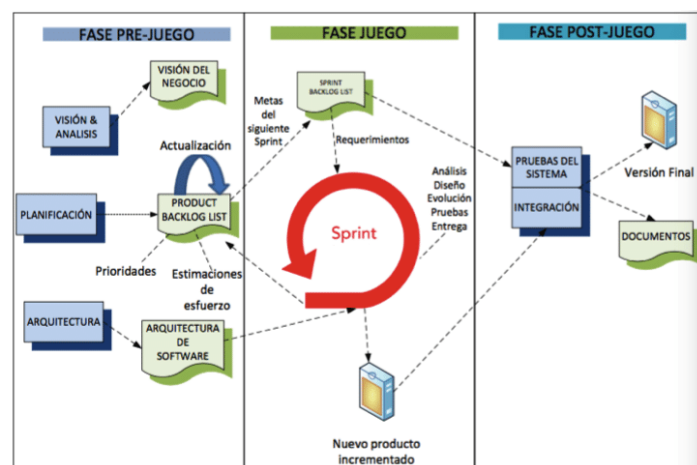 FASE PRE-JUEGO
VISIÓN DEL
NEGOCIO
VISIÓN &
ANALISIS
Actualización
PLANIFICACIÓN
PRODUCT
BACKLOG LIST
Prioridades
Estimaciones
de
esfuerzo
ARQUITECTURA
ARQUITECTURA
DE
SOFTWARE
FASE JUEGO
SPRINT
BACKLOG LIST
Metas
del
siguiente
Sprint
Requerimientos
Análisis
Diseño
Evolución
Pruebas
Entrega
Sprint
Nuevo producto
incrementado
FASE POST-JUEGO
PRUEBAS DEL
SISTEMA
INTEGRACIÓN
Versión Final
DOCUMENTOS